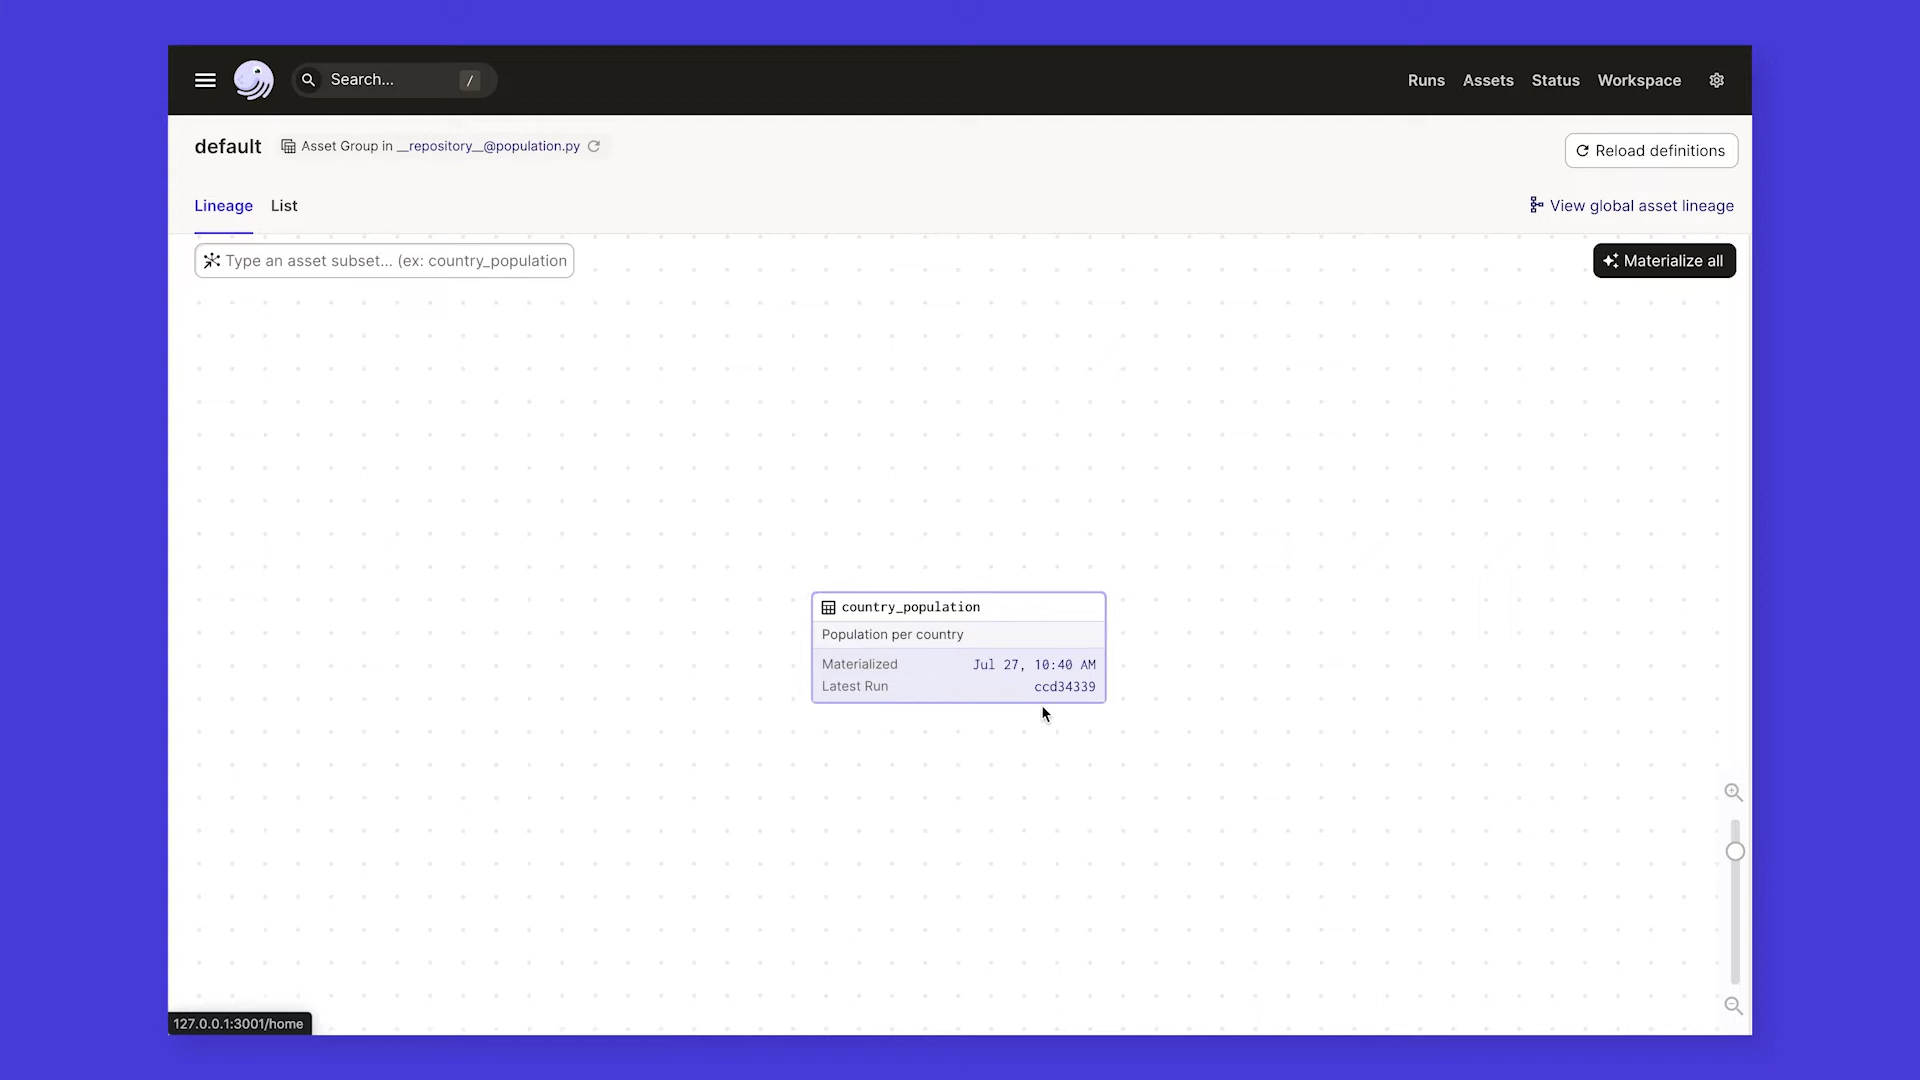 Search... /
Runs Assets Status Workspace
default Asset Group in __repository__@population.py
Reload definitions
Lineage List
View global asset lineage
Type an asset subset... (ex: country_population
Materialize all
country_population
Population per country
Materialized Jul 27, 10:40 AM
Latest Run ccd34339
127.0.0.1:3001/home